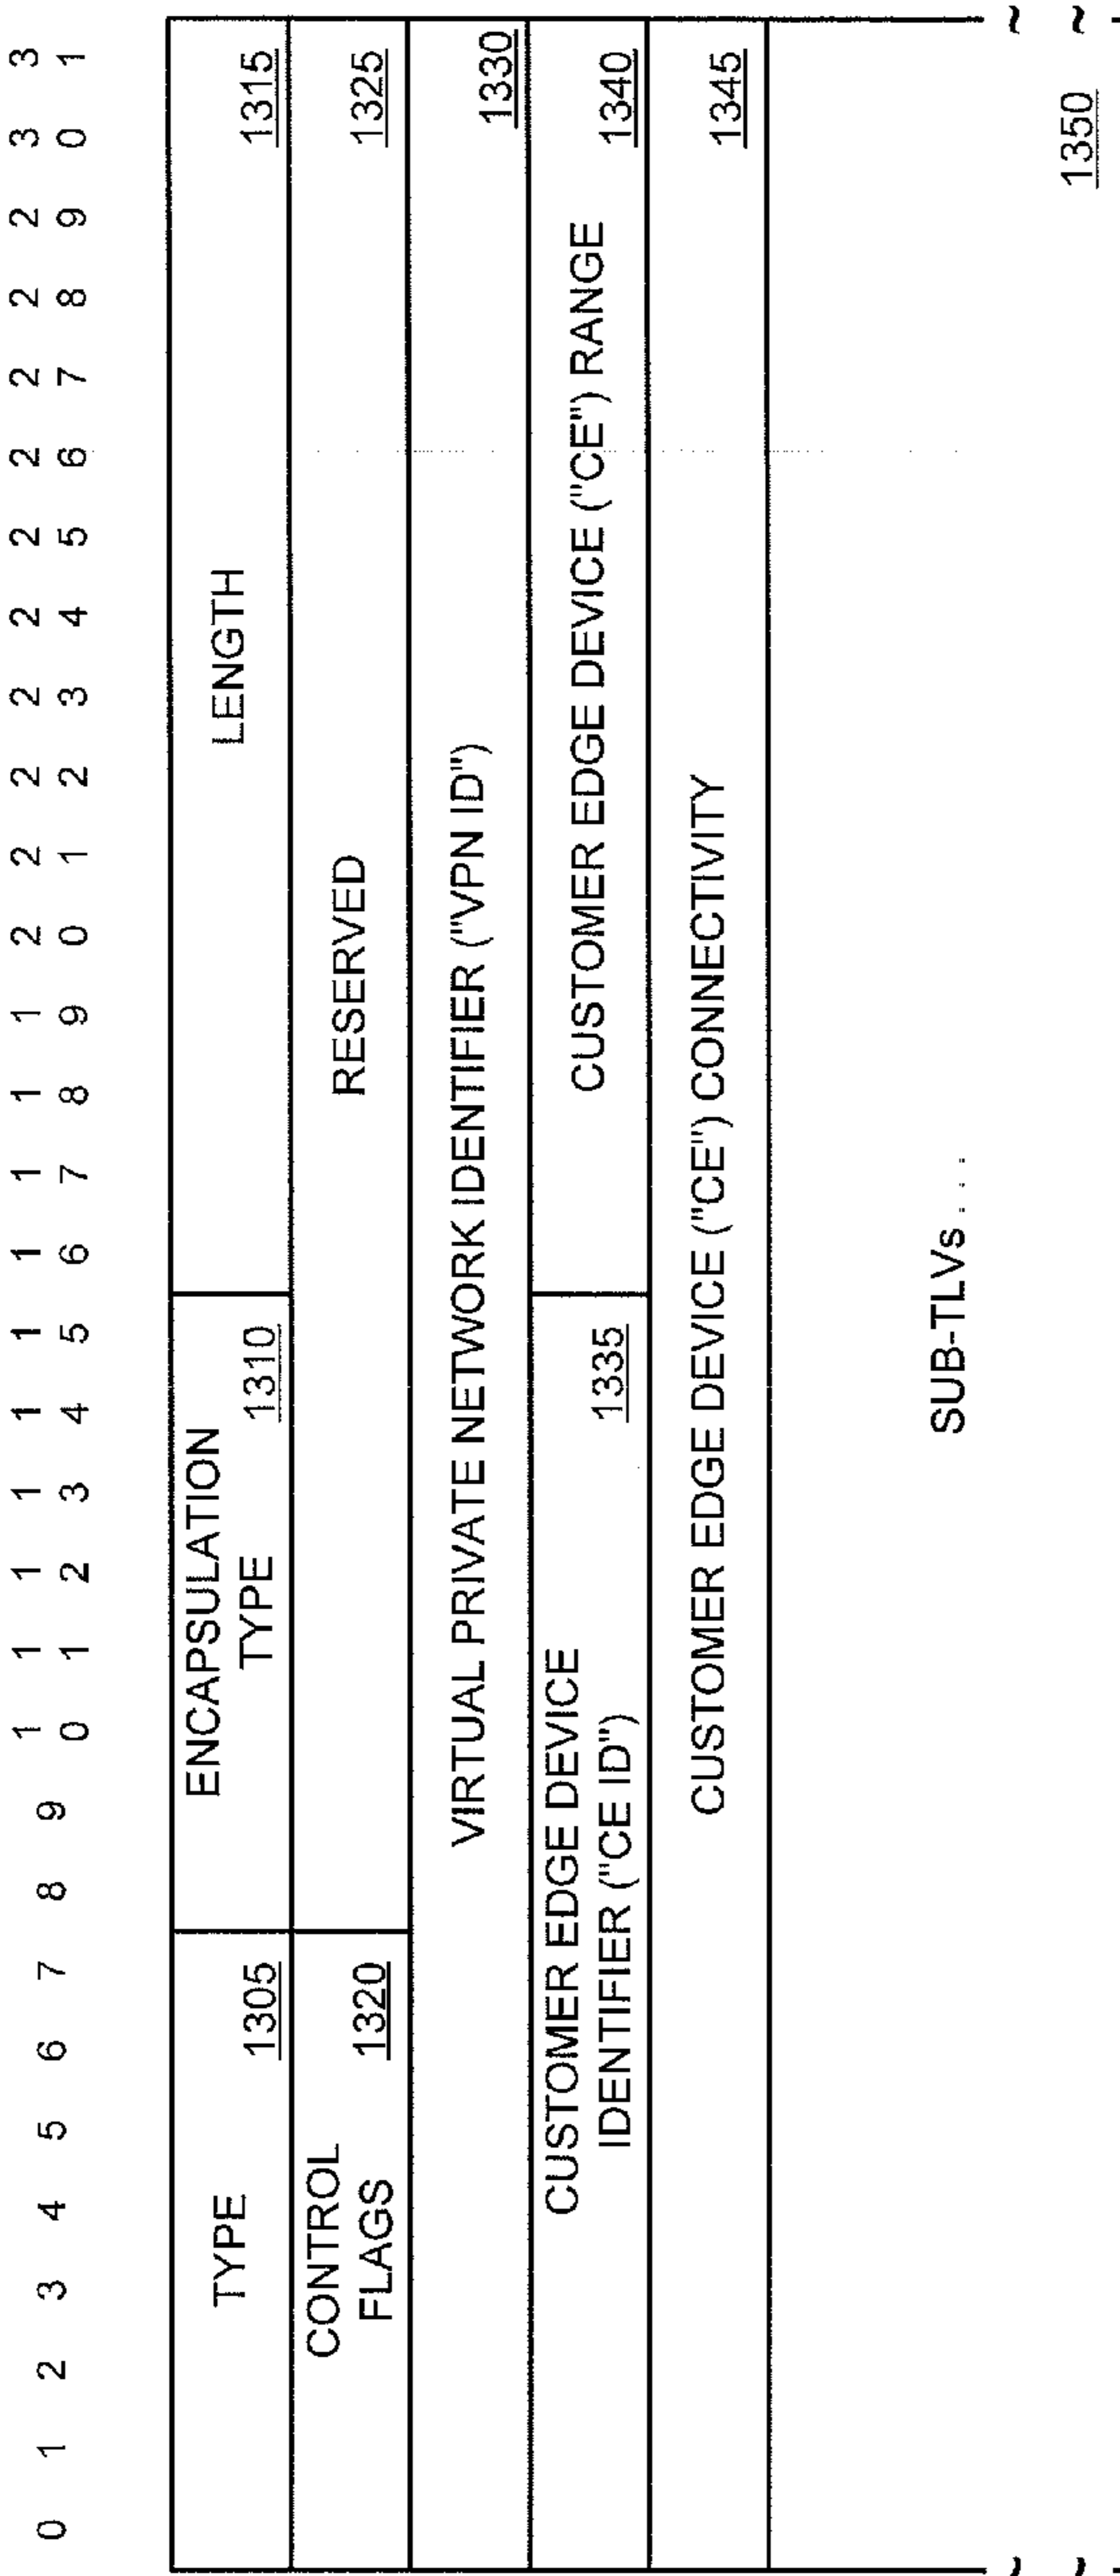 0 1 2 3 4 5 6 7 8 9 1 1 1 1 1 1 1 1 1 1 2 2 2 2 2 2 2 2 2 2 3 3
0 1 2 3 4 5 6 7 8 9 0 1 2 3 4 5 6 7 8 9 0 1
TYPE
1305
ENCAPSULATION
TYPE
1310
LENGTH
1315
CONTROL
FLAGS
1320
RESERVED
1325
VIRTUAL PRIVATE NETWORK IDENTIFIER ("VPN ID")
1330
CUSTOMER EDGE DEVICE
IDENTIFIER ("CE ID")
1335
CUSTOMER EDGE DEVICE ("CE") RANGE
1340
CUSTOMER EDGE DEVICE ("CE") CONNECTIVITY
1345
SUB-TLVs....
1350